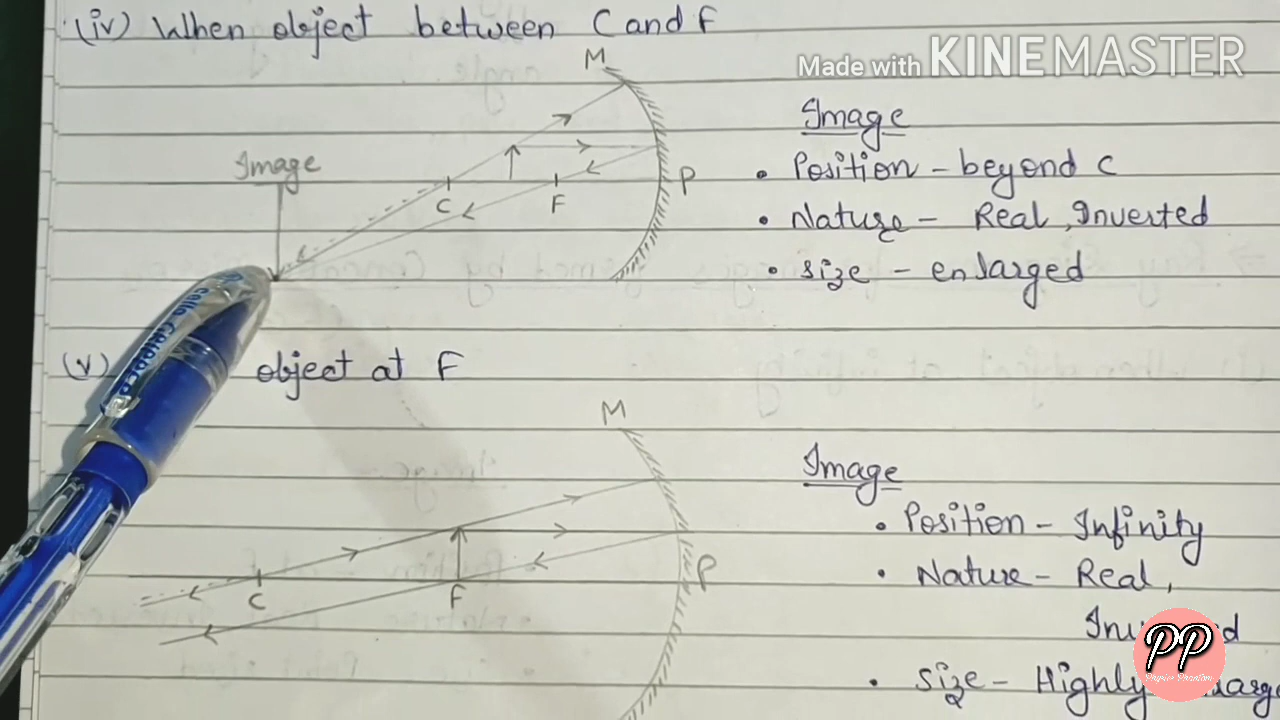 (iv) When object between C and F
Made with KINEMASTER
M
Image
Image
• Position - beyond C
C
F
P
• Nature - Real, Inverted
• Size - enlarged
(v) object at F
M
Image
• Position - Infinity
C
F
P
• Nature - Real,
PP
• Size - Highly